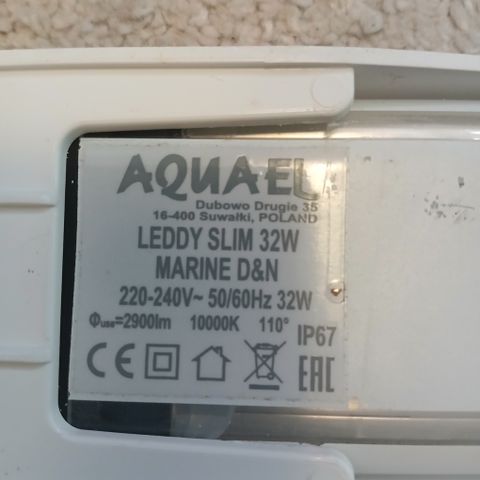 AQUAEL
Dubowo Drugie 35
16-400 Suwałki, POLAND
LEDDY SLIM 32W
MARINE D&N
220-240V~ 50/60Hz 32W
Φuse=2900lm 10000K 110°
IP67
CE EAC